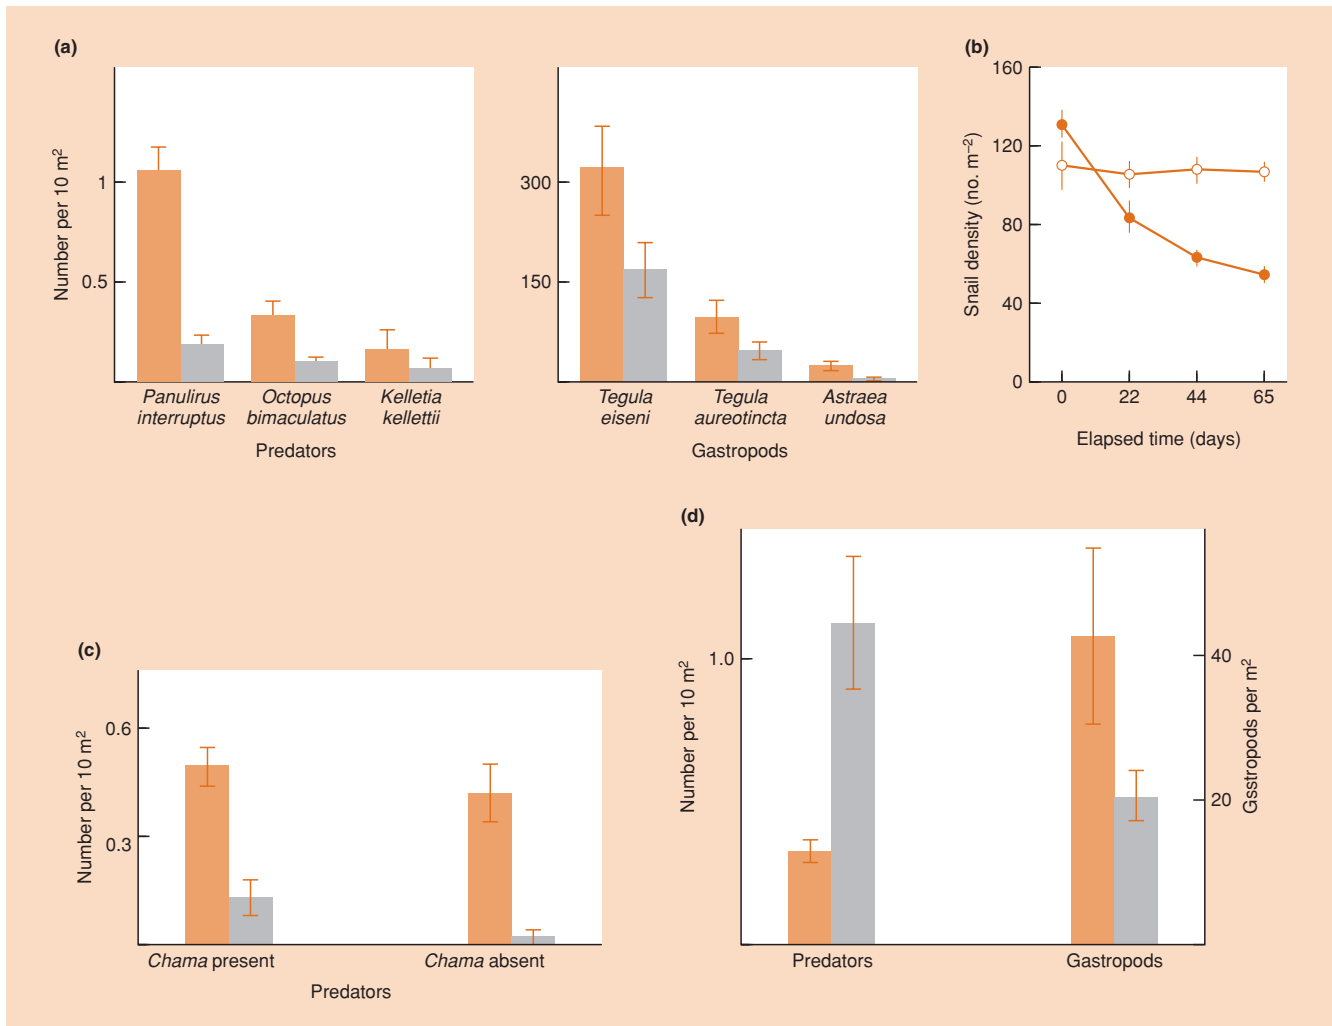 (a)
Number per 10 m²
1
0.5
Panulirus interruptus
Octopus bimaculatus
Kelletia kellettii
Predators
300
150
Tegula eiseni
Tegula aureotincta
Astraea undosa
Gastropods
(b)
Snail density (no. m⁻²)
160
120
80
40
0
0 22 44 65
Elapsed time (days)
(c)
Number per 10 m²
0.6
0.3
Chama present
Chama absent
Predators
(d)
Number per 10 m²
1.0
Predators
Gastropods
40
20
Gsstropods per m²